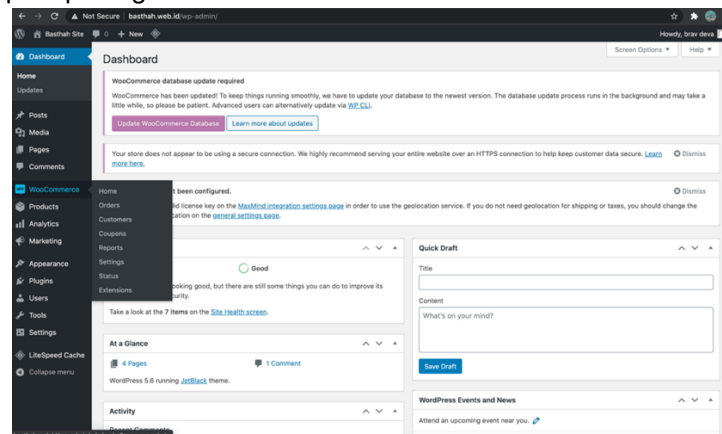 Not Secure | basthah.web.id/wp-admin/
Basthah Site 0 + New
Howdy, brav deva
Screen Options ▼ Help ▼
Dashboard
Home
Updates
Posts
Media
Pages
Comments
WooCommerce
Products
Analytics
Marketing
Appearance
Plugins
Users
Tools
Settings
LiteSpeed Cache
Collapse menu
Home
Orders
Customers
Coupons
Reports
Settings
Status
Extensions
Dashboard
WooCommerce database update required
WooCommerce has been updated! To keep things running smoothly, we have to update your database to the newest version. The database update process runs in the background and may take a
little while, so please be patient. Advanced users can alternatively update via WP CLI.
Update WooCommerce Database Learn more about updates
Your store does not appear to be using a secure connection. We highly recommend serving your entire website over an HTTPS connection to help keep customer data secure. Learn
more here.
Dismiss
t been configured.
Dismiss
lid license key on the MaxMind integration settings page in order to use the geolocation service. If you do not need geolocation for shipping or taxes, you should change the
cation on the general settings page.
Good
ooking good, but there are still some things you can do to improve its
curity.
Take a look at the 7 items on the Site Health screen.
At a Glance
4 Pages 1 Comment
WordPress 5.6 running JetBlack theme.
Activity
Quick Draft
Title
Content
What's on your mind?
Save Draft
WordPress Events and News
Attend an upcoming event near you.